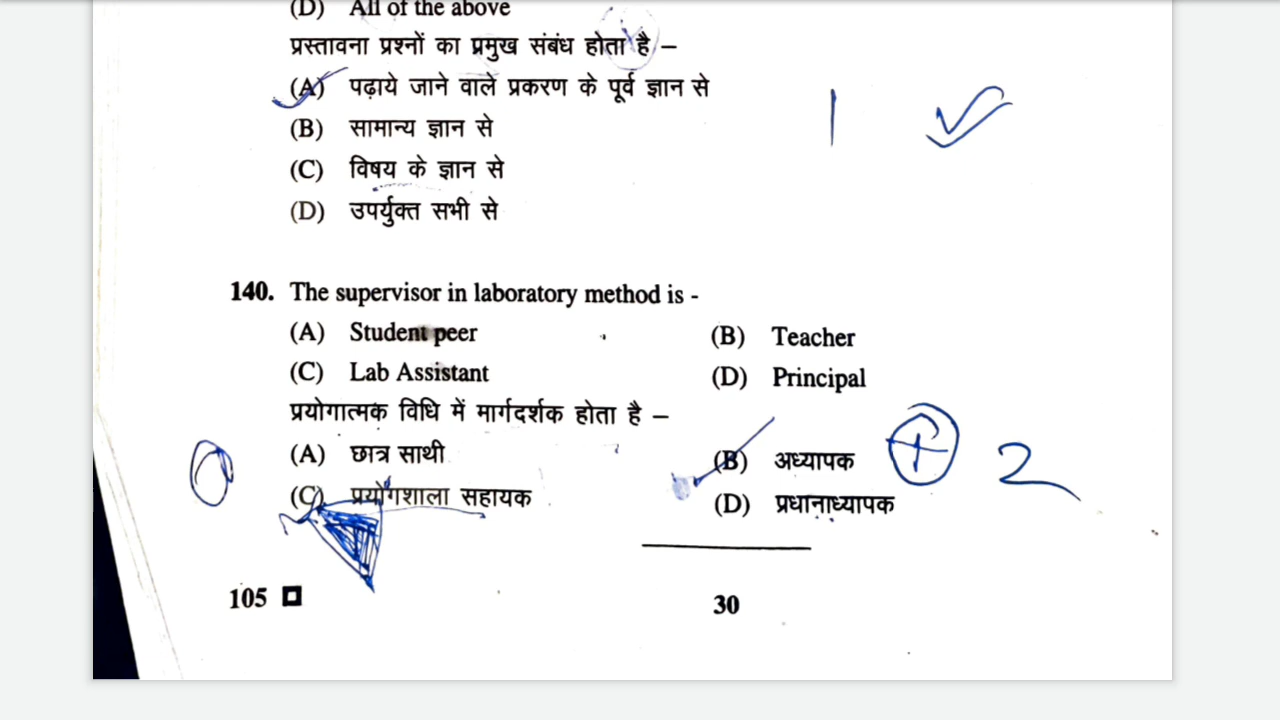 (D) All of the above
प्रस्तावना प्रश्नों का प्रमुख संबंध होता है –
(A) पढ़ाये जाने वाले प्रकरण के पूर्व ज्ञान से
(B) सामान्य ज्ञान से
(C) विषय के ज्ञान से
(D) उपर्युक्त सभी से
1
140. The supervisor in laboratory method is -
(A) Student peer (B) Teacher
(C) Lab Assistant (D) Principal
प्रयोगात्मक विधि में मार्गदर्शक होता है –
(A) छात्र साथी (B) अध्यापक
2
(C) प्रयोगशाला सहायक (D) प्रधानाध्यापक
105 30